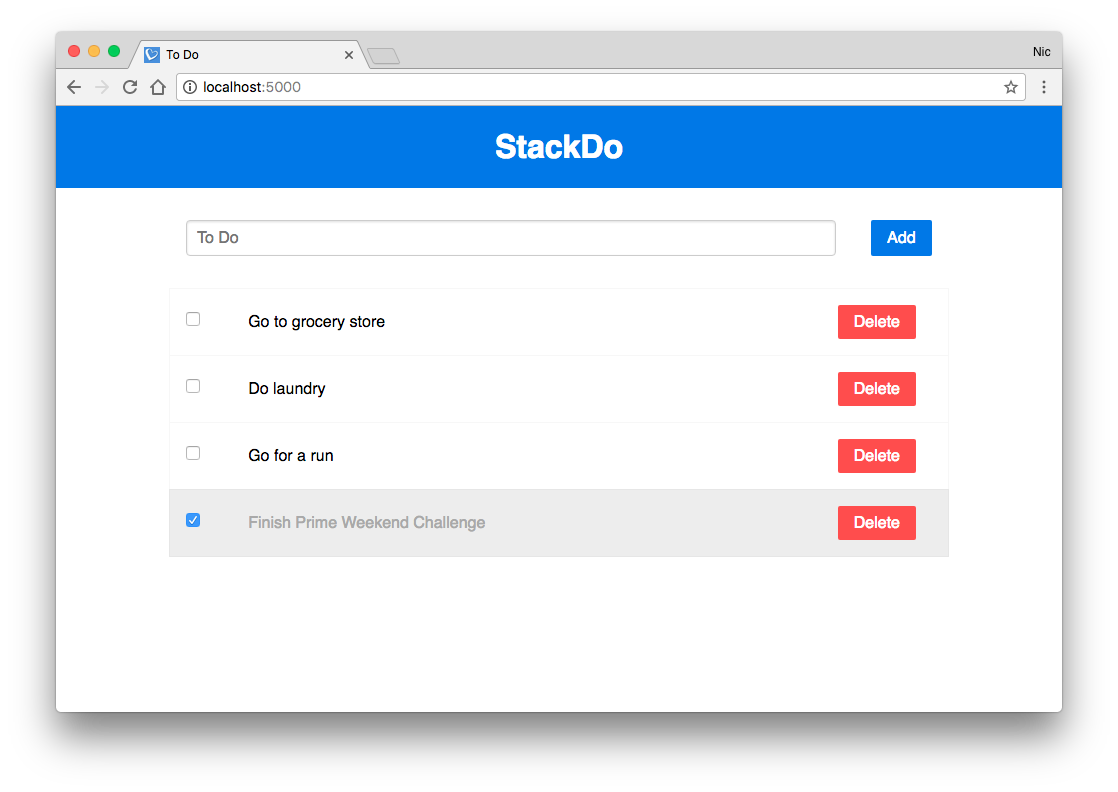 To Do
Nic
localhost:5000
StackDo
To Do
Add
Go to grocery store
Delete
Do laundry
Delete
Go for a run
Delete
Finish Prime Weekend Challenge
Delete